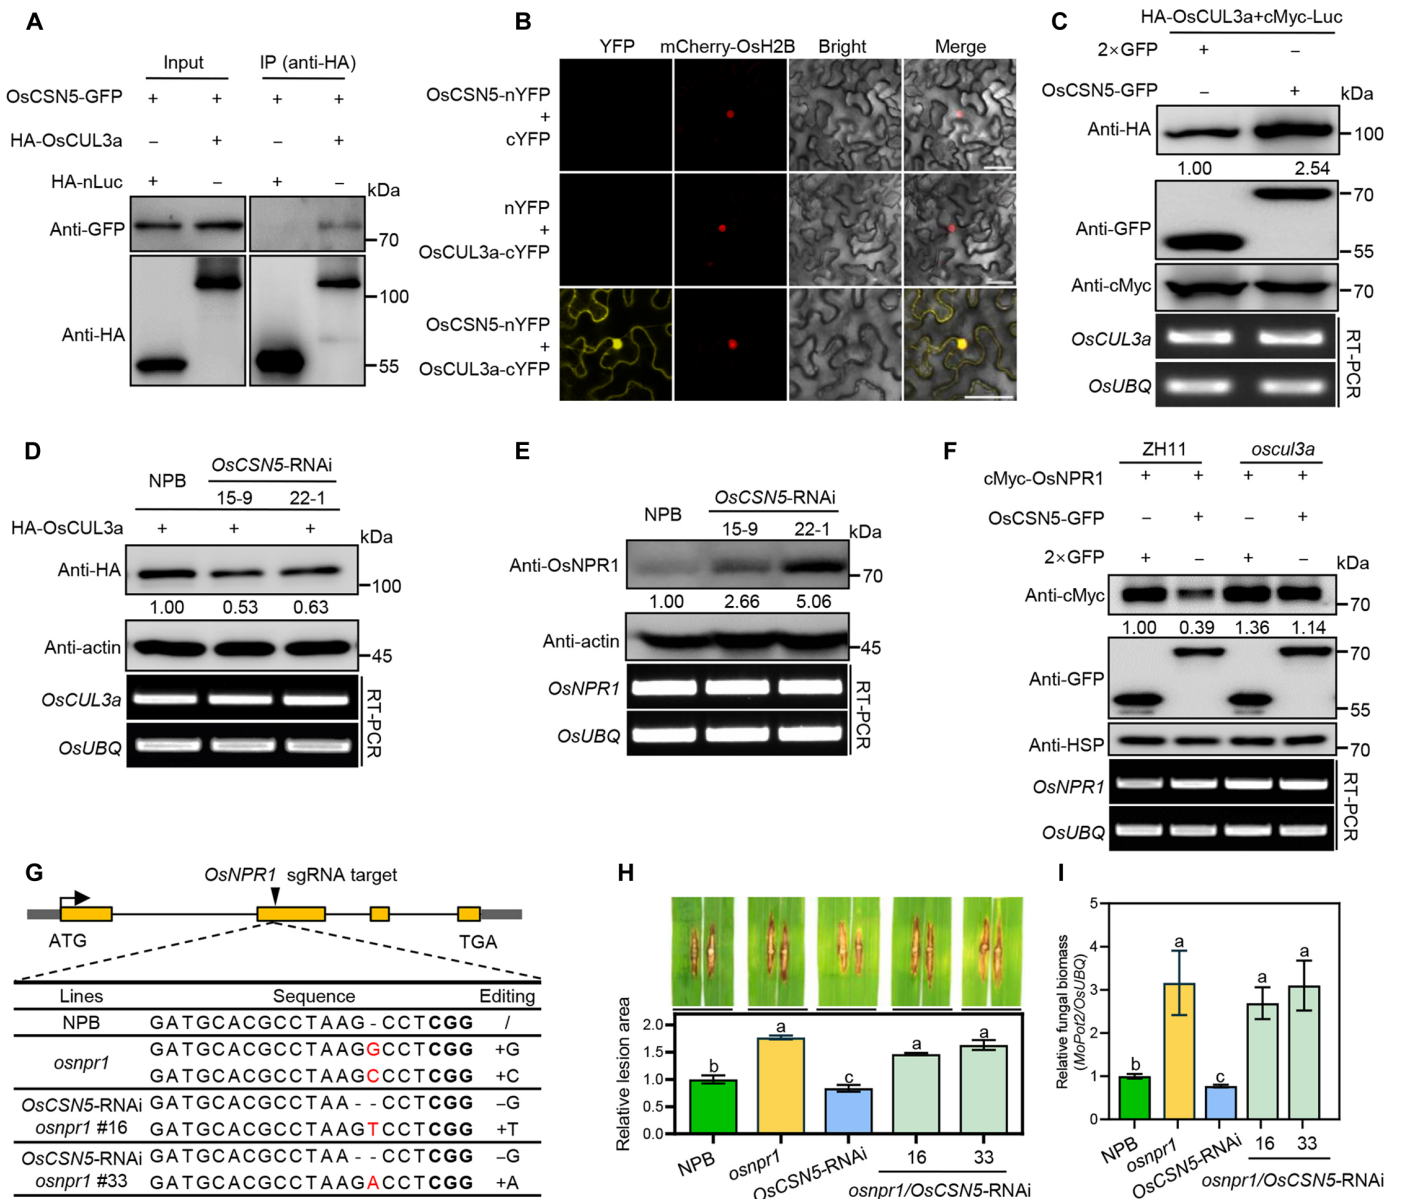 A
Input IP (anti-HA)
OsCSN5-GFP + + + +
HA-OsCUL3a – + – +
HA-nLuc + – + –
kDa
Anti-GFP
70
Anti-HA
100
55
B
YFP mCherry-OsH2B Bright Merge
OsCSN5-nYFP
+
cYFP
nYFP
+
OsCUL3a-cYFP
OsCSN5-nYFP
+
OsCUL3a-cYFP
C
HA-OsCUL3a+cMyc-Luc
2×GFP + –
OsCSN5-GFP – +
kDa
Anti-HA
100
1.00 2.54
70
Anti-GFP
55
Anti-cMyc
70
OsCUL3a
OsUBQ
RT-PCR
D
NPB OsCSN5-RNAi
15-9 22-1
HA-OsCUL3a + + +
kDa
Anti-HA
100
1.00 0.53 0.63
Anti-actin
45
OsCUL3a
OsUBQ
RT-PCR
E
NPB OsCSN5-RNAi
15-9 22-1
kDa
Anti-OsNPR1
70
1.00 2.66 5.06
Anti-actin
45
OsNPR1
OsUBQ
RT-PCR
F
ZH11 oscul3a
cMyc-OsNPR1 + + + +
OsCSN5-GFP – + – +
2×GFP + – + –
kDa
Anti-cMyc
70
1.00 0.39 1.36 1.14
70
Anti-GFP
55
Anti-HSP
70
OsNPR1
OsUBQ
RT-PCR
G
OsNPR1 sgRNA target
ATG TGA
Lines Sequence Editing
NPB GATGCACGCCTAAG-CCTCGG /
osnpr1
GATGCACGCCTAAGGCCTCGG +G
GATGCACGCCTAAGCCCTCGG +C
OsCSN5-RNAi GATGCACGCCTAA--CCTCGG –G
osnpr1 #16 GATGCACGCCTAAGTCCTCGG +T
OsCSN5-RNAi GATGCACGCCTAA--CCTCGG –G
osnpr1 #33 GATGCACGCCTAAGACCTCGG +A
H
Relative lesion area
2.0
1.5
1.0
0.5
0.0
b a c a a
NPB osnpr1 OsCSN5-RNAi 16 33
osnpr1/OsCSN5-RNAi
I
Relative fungal biomass
(MoPot2/OsUBQ)
5
4
3
2
1
0
b a c a a
NPB osnpr1 OsCSN5-RNAi 16 33
osnpr1/OsCSN5-RNAi